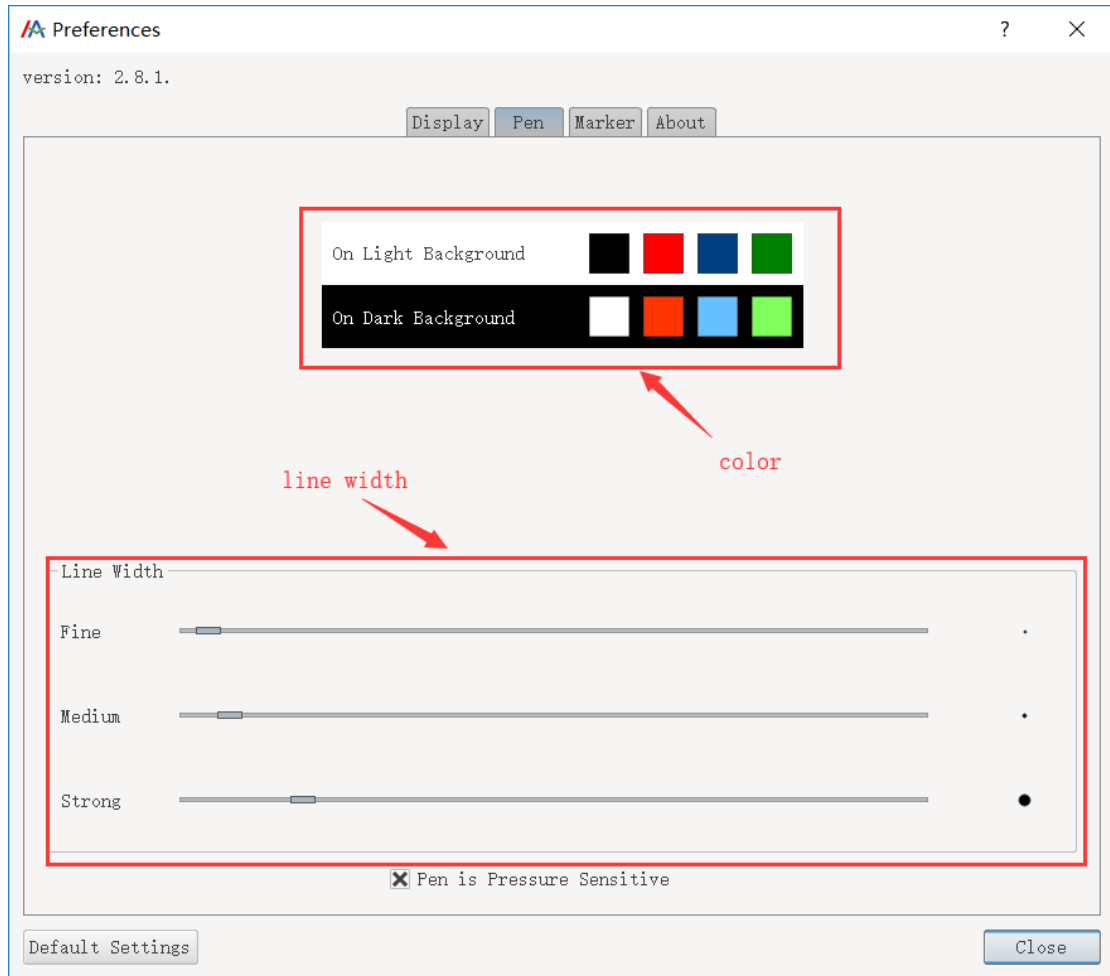 Preferences
version: 2.8.1.
Display Pen Marker About
On Light Background
On Dark Background
color
line width
Line Width
Fine
Medium
Strong
Pen is Pressure Sensitive
Default Settings Close